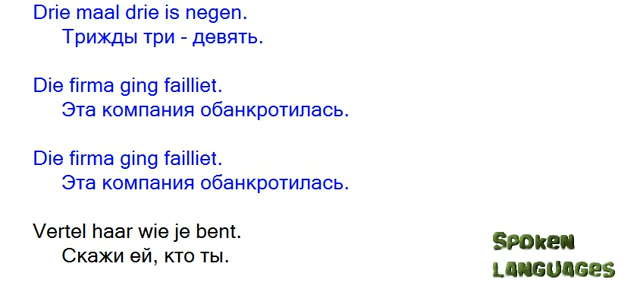 Drie maal drie is negen.
Трижды три - девять.
Die firma ging failliet.
Эта компания обанкротилась.
Die firma ging failliet.
Эта компания обанкротилась.
Vertel haar wie je bent.
Скажи ей, кто ты.
Spoken
Languages